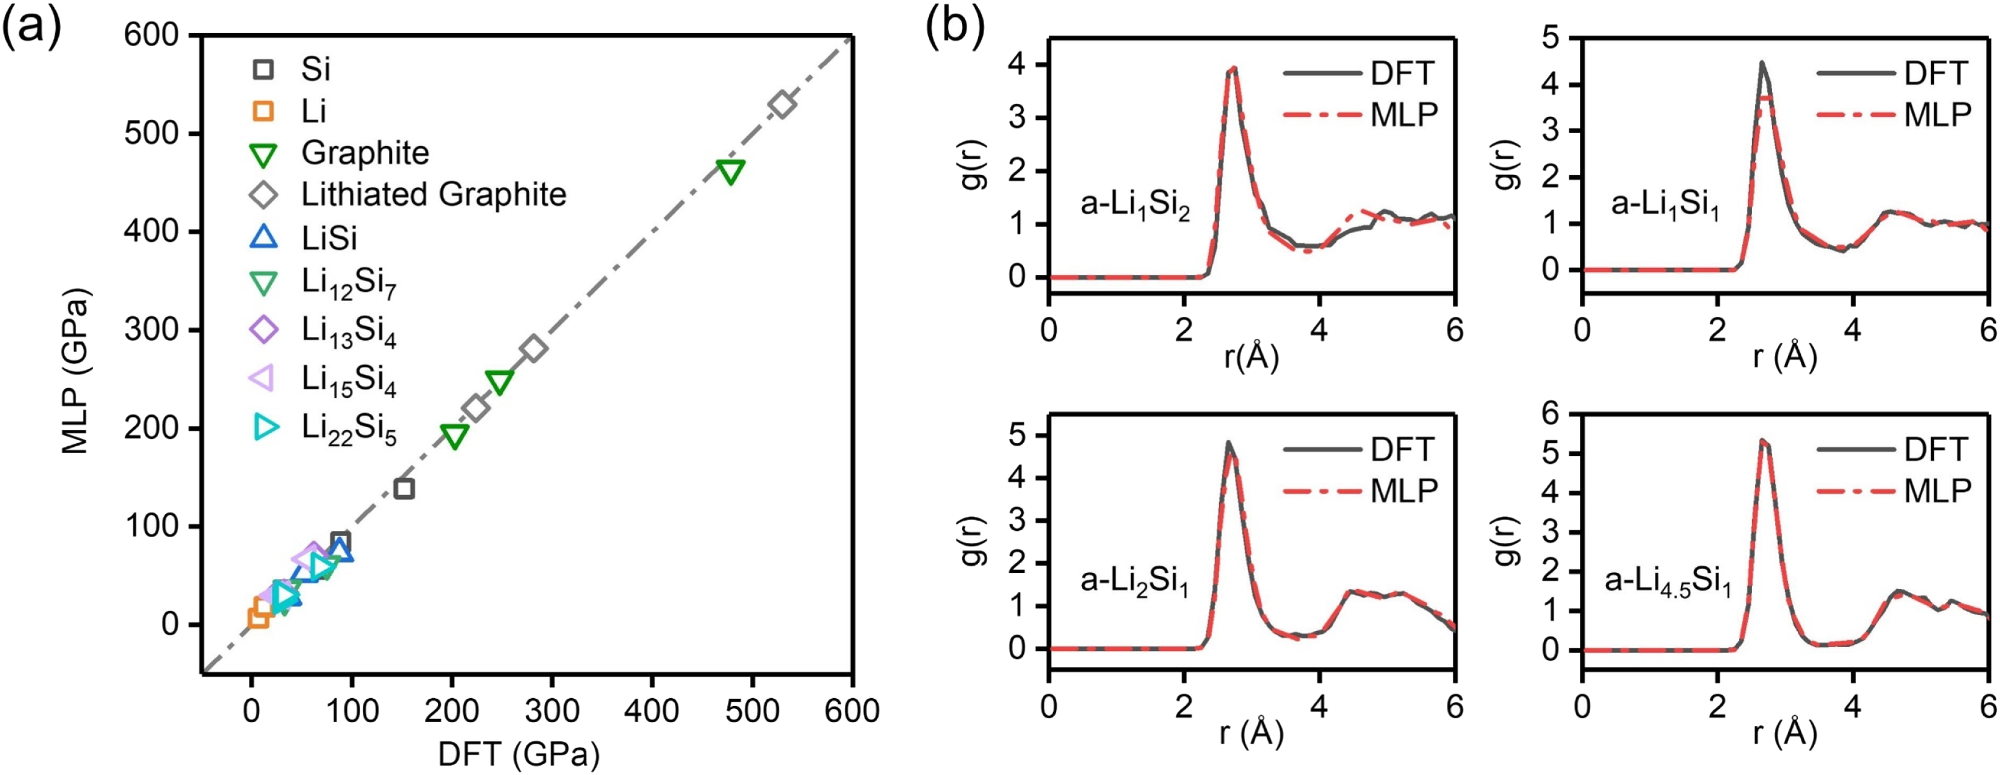 (a)
MLP (GPa)
600
500
400
300
200
100
0
0 100 200 300 400 500 600
DFT (GPa)
Si
Li
Graphite
Lithiated Graphite
LiSi
Li₁₂Si₇
Li₁₃Si₄
Li₁₅Si₄
Li₂₂Si₅
(b)
g(r)
4
3
2
1
0
DFT
MLP
a-Li₁Si₂
0 2 4 6
r(Å)
g(r)
5
4
3
2
1
0
DFT
MLP
a-Li₁Si₁
0 2 4 6
r (Å)
g(r)
5
4
3
2
1
0
DFT
MLP
a-Li₂Si₁
0 2 4 6
r (Å)
g(r)
6
5
4
3
2
1
0
DFT
MLP
a-Li₄.₅Si₁
0 2 4 6
r (Å)